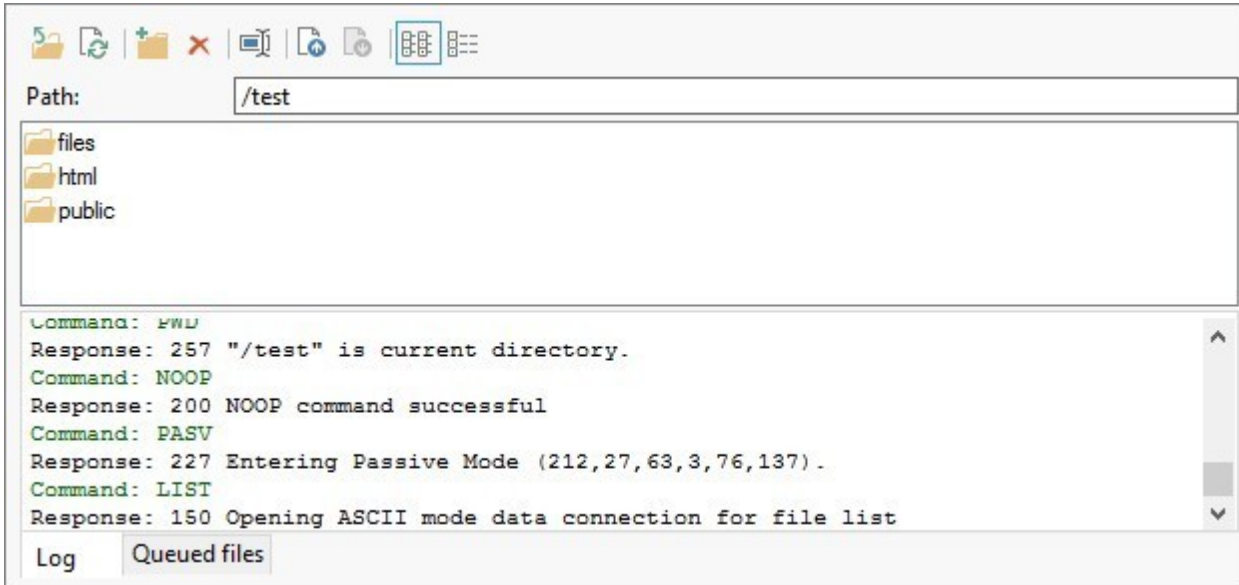 Path:
/test
files
html
public
Command: PWD
Response: 257 "/test" is current directory.
Command: NOOP
Response: 200 NOOP command successful
Command: PASV
Response: 227 Entering Passive Mode (212,27,63,3,76,137).
Command: LIST
Response: 150 Opening ASCII mode data connection for file list
Log
Queued files